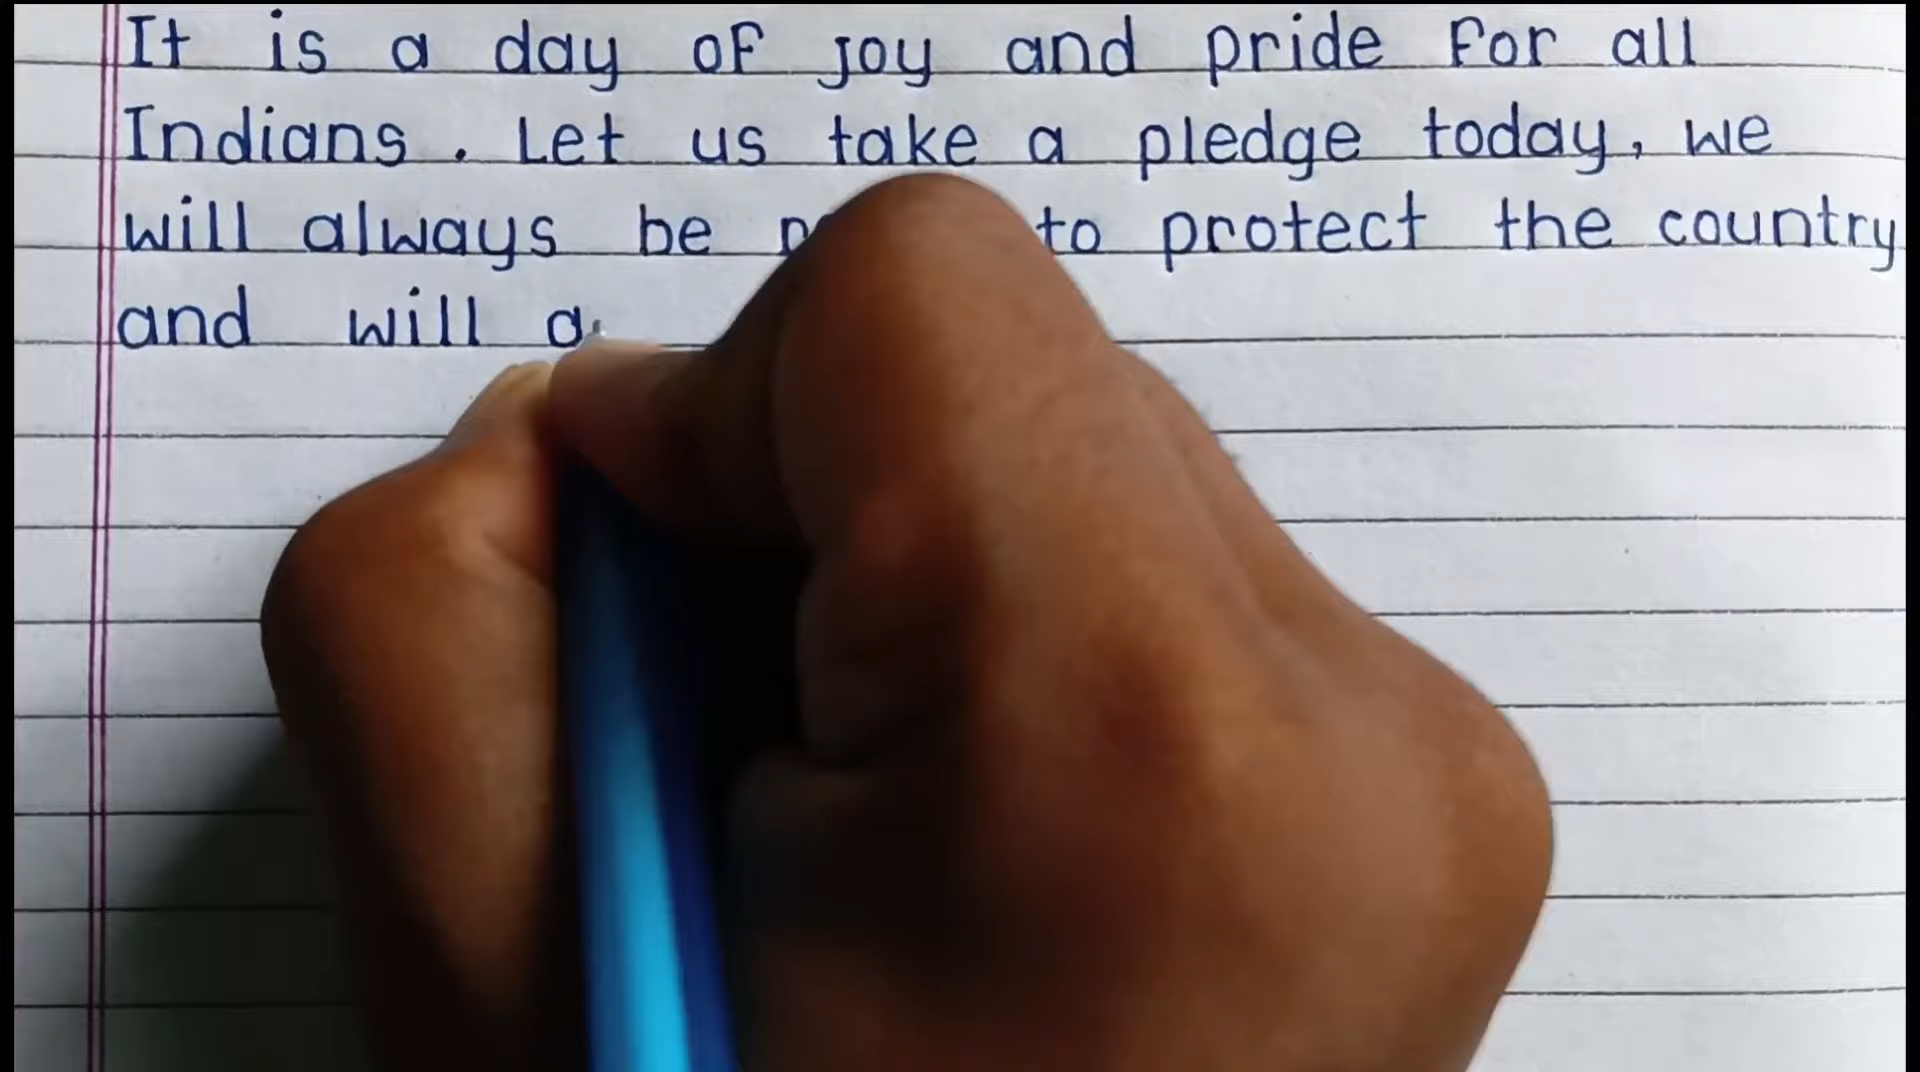 It is a day of joy and pride for all
Indians. Let us take a pledge today, we
will always be to protect the country
and will